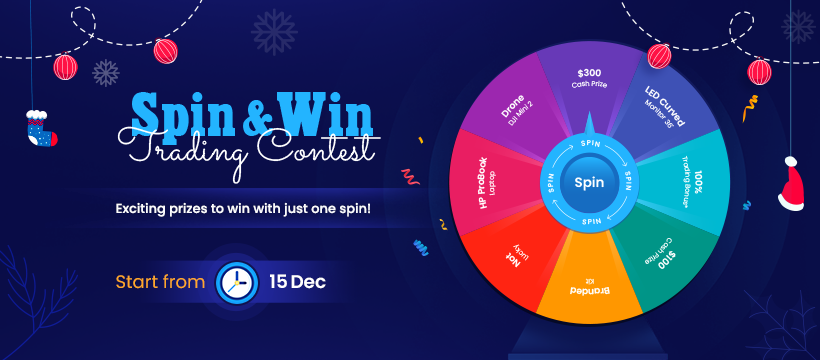 Spin & Win
Trading Contest
Exciting prizes to win with just one spin!
Start from
15 Dec
$300
Cash Prize
LED Curved
Monitor 36"
100%
Trading Bonus*
$100
Cash Prize
Branded
Kit
Not
Lucky
HP ProBook
Laptop
Drone
DJI Mini 2
SPIN
SPIN
SPIN
SPIN
Spin